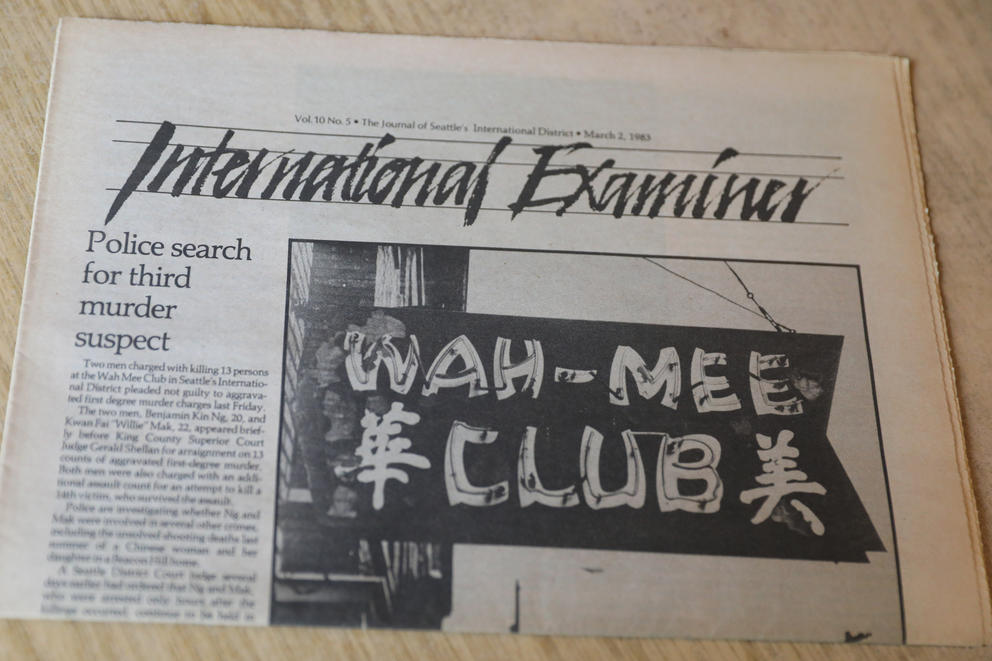 Vol. 10 No. 5 • The Journal of Seattle's International District • March 2, 1983
International Examiner
Police search
for third
murder
suspect
Two men charged with killing 13 persons
at the Wah Mee Club in Seattle's Internatio-
nal District pleaded not guilty to aggrava-
ted first degree murder charges last Friday.
The two men, Benjamin Kin Ng, 20, and
Kwan Fai "Willie" Mak, 22, appeared brief-
ly before King County Superior Court
Judge Gerald Shellan for arraignment on 13
counts of aggravated first-degree murder.
Both men were also charged with an addi-
tional assault count for an attempt to kill a
14th victim, who survived the assault.
Police are investigating whether Ng and
Mak were involved in several other crimes,
including the unsolved shooting deaths last
summer of a Chinese woman and her
daughter in a Beacon Hill home.
A Seattle District Court Judge several
days earlier had ordered that Ng and Mak,
who were arrested only hours after the
killings occurred, continue to be held in
WAH-MEE
華 CLUB 美